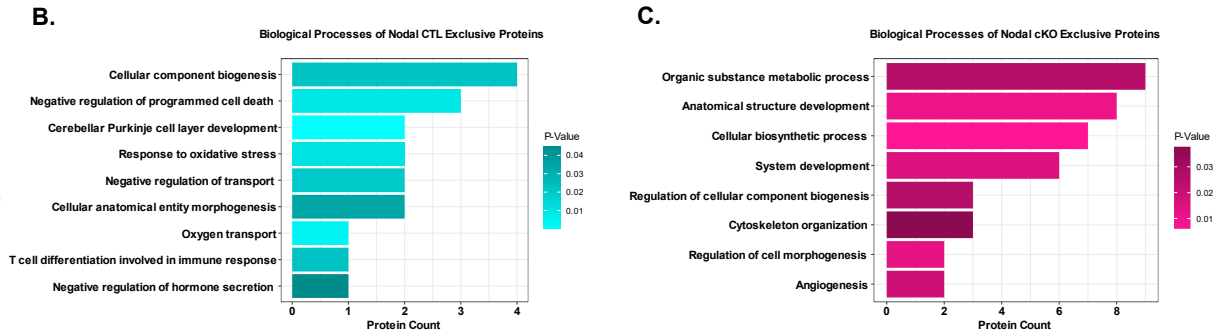 B.
Biological Processes of Nodal CTL Exclusive Proteins
Cellular component biogenesis
Negative regulation of programmed cell death
Cerebellar Purkinje cell layer development
Response to oxidative stress
Negative regulation of transport
Cellular anatomical entity morphogenesis
Oxygen transport
T cell differentiation involved in immune response
Negative regulation of hormone secretion
0 1 2 3 4
Protein Count
P-Value
0.04
0.03
0.02
0.01
C.
Biological Processes of Nodal cKO Exclusive Proteins
Organic substance metabolic process
Anatomical structure development
Cellular biosynthetic process
System development
Regulation of cellular component biogenesis
Cytoskeleton organization
Regulation of cell morphogenesis
Angiogenesis
0 2 4 6 8
Protein Count
P-Value
0.03
0.02
0.01